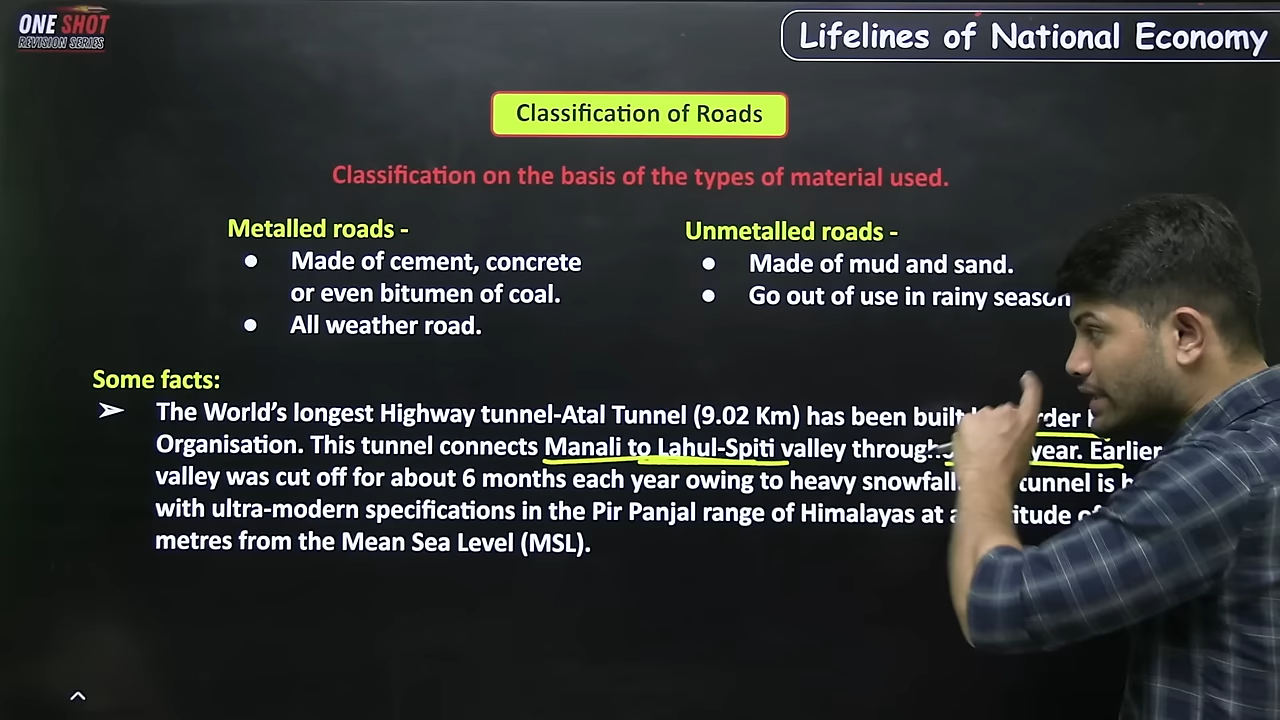 ONE SHOT
REVISION SERIES
Lifelines of National Economy
Classification of Roads
Classification on the basis of the types of material used.
Metalled roads -
● Made of cement, concrete
or even bitumen of coal.
● All weather road.
Unmetalled roads -
● Made of mud and sand.
● Go out of use in rainy season
Some facts:
➢ The World’s longest Highway tunnel-Atal Tunnel (9.02 Km) has been built
Organisation. This tunnel connects Manali to Lahul-Spiti valley year. Earlier
valley was cut off for about 6 months each year owing to heavy snowfall. tunnel is
with ultra-modern specifications in the Pir Panjal range of Himalayas at
metres from the Mean Sea Level (MSL).